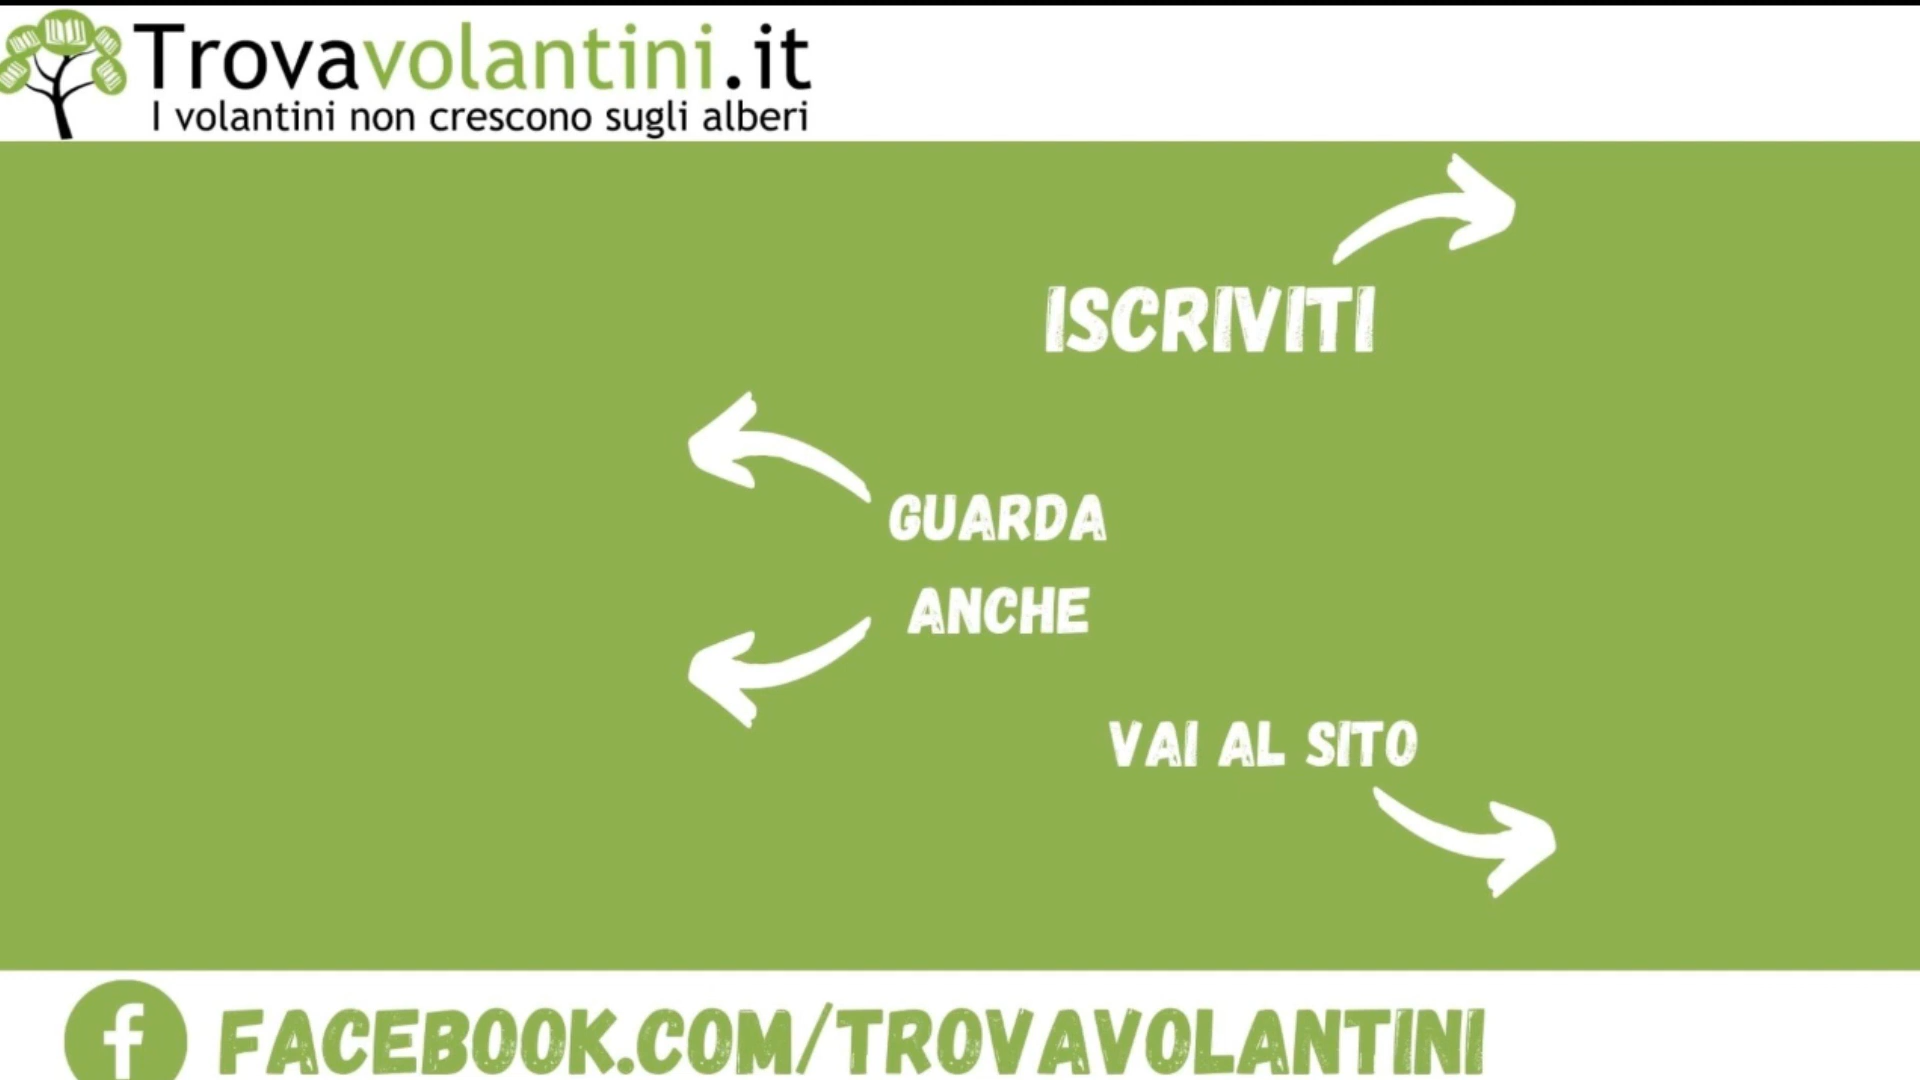 Trovavolantini.it
I volantini non crescono sugli alberi
ISCRIVITI
GUARDA
ANCHE
VAI AL SITO
f FACEBOOK.COM/TROVAVOLANTINI